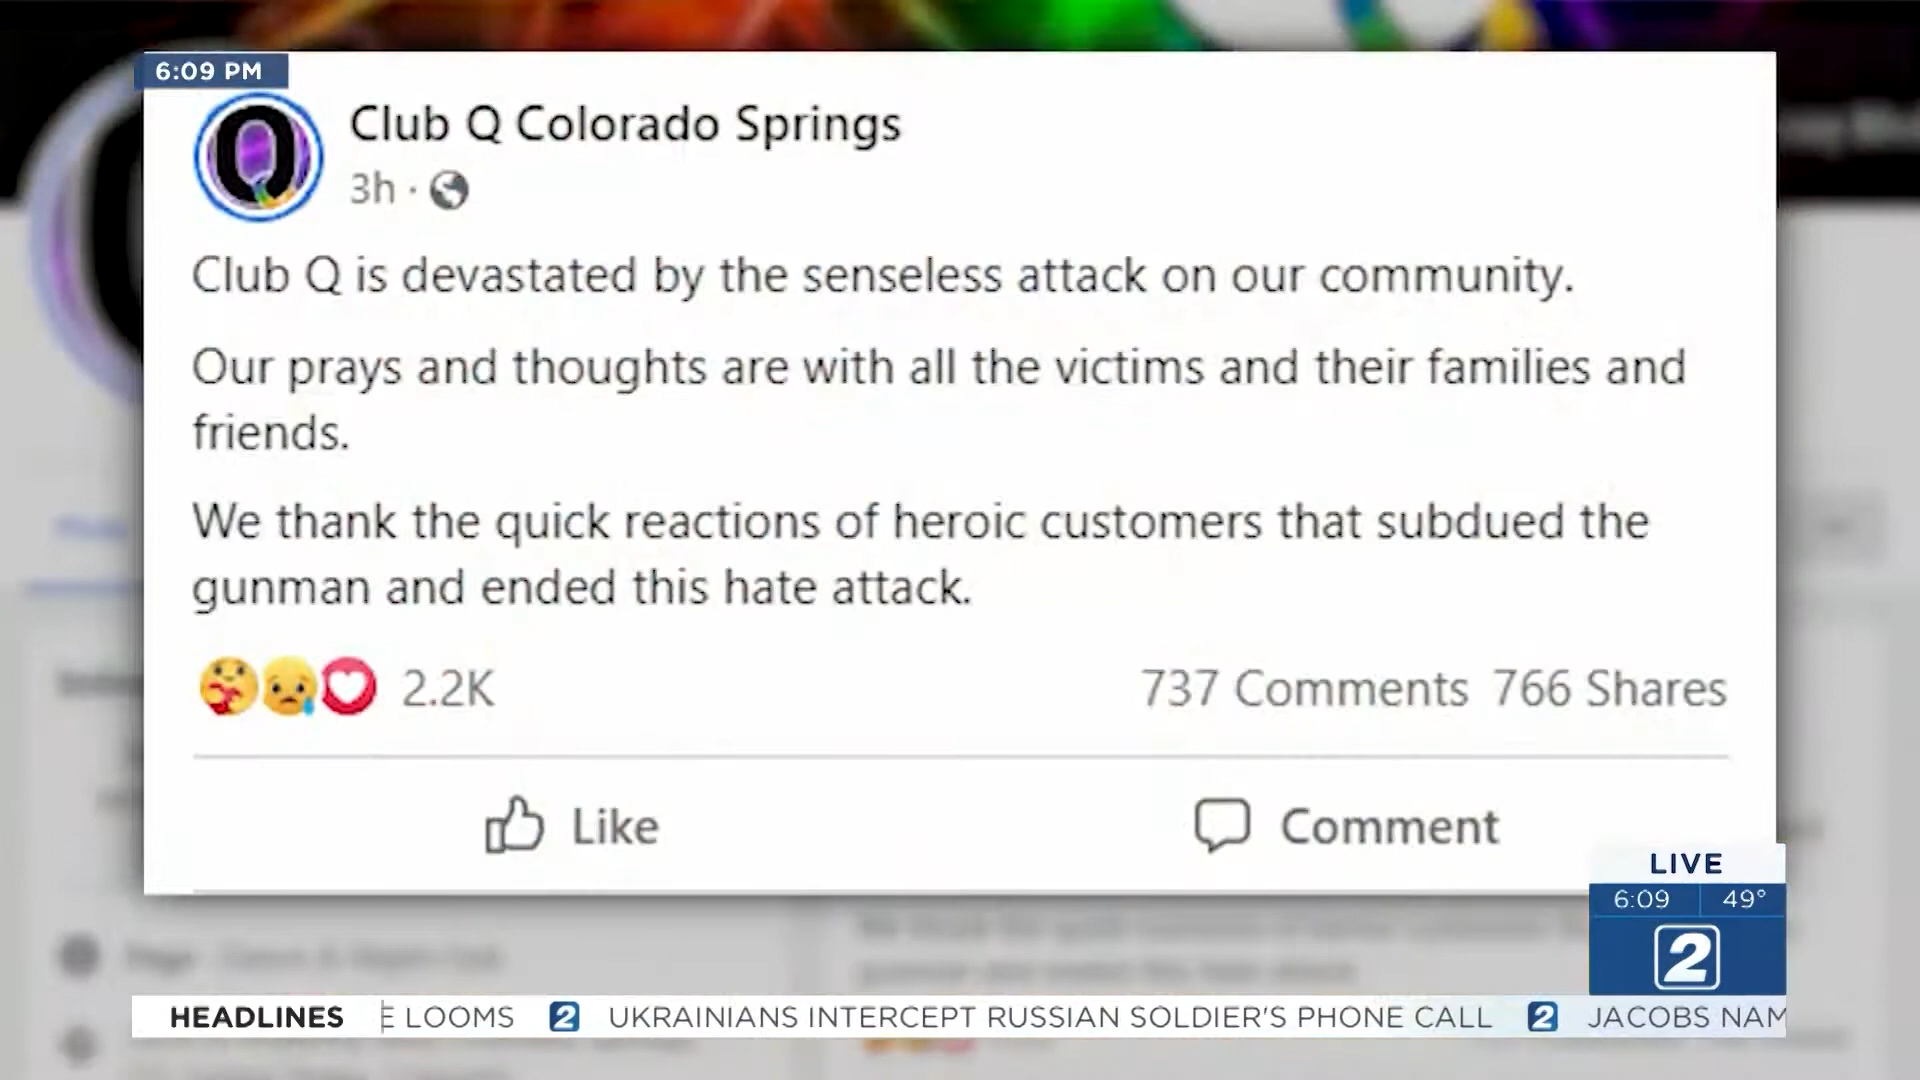 6:09 PM
Club Q Colorado Springs
3h ·
Club Q is devastated by the senseless attack on our community.
Our prays and thoughts are with all the victims and their families and
friends.
We thank the quick reactions of heroic customers that subdued the
gunman and ended this hate attack.
2.2K 737 Comments 766 Shares
Like Comment
LIVE
6:09 49°
2
HEADLINES E LOOMS 2 UKRAINIANS INTERCEPT RUSSIAN SOLDIER'S PHONE CALL 2 JACOBS NAM